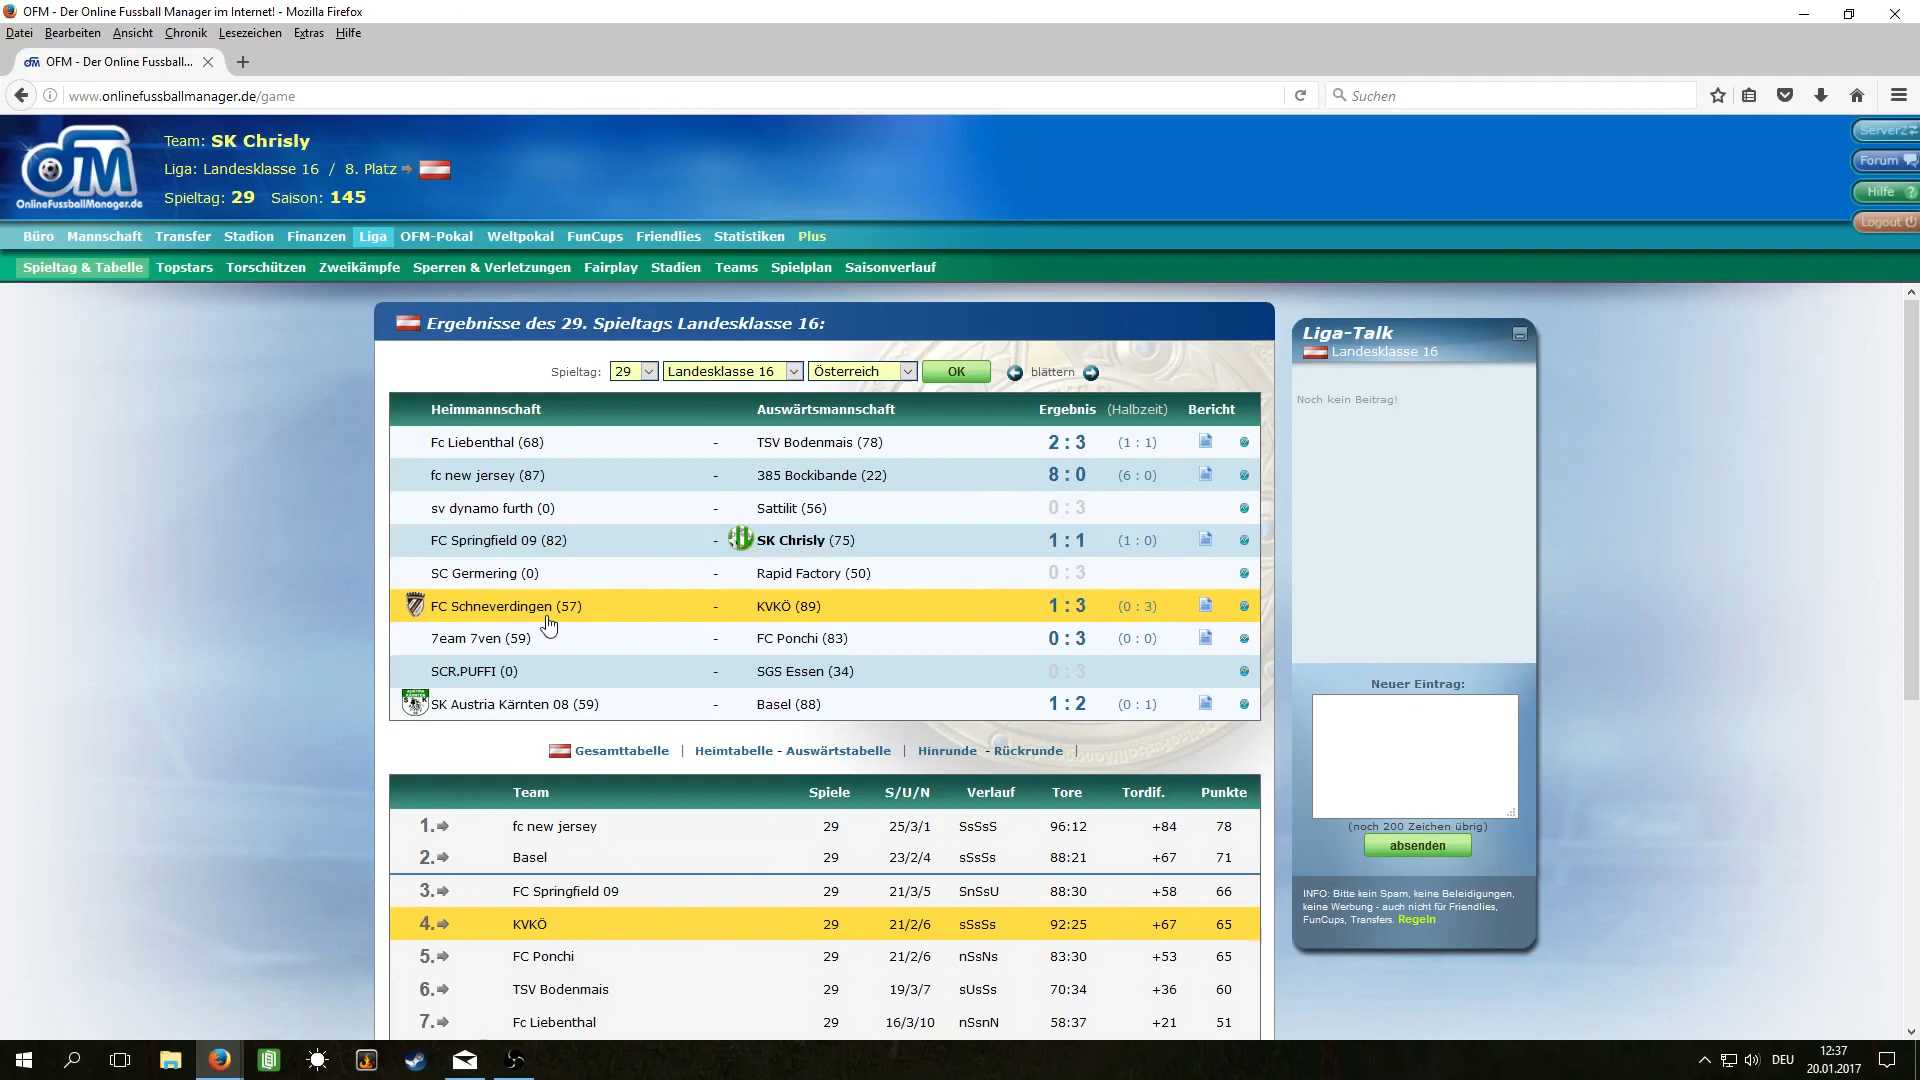 OFM - Der Online Fussball Manager im Internet! - Mozilla Firefox
Datei Bearbeiten Ansicht Chronik Lesezeichen Extras Hilfe
OFM - Der Online Fussball...
www.onlinefussballmanager.de/game
Suchen
OFM
OnlineFussballManager.de
Team: SK Chrisly
Liga: Landesklasse 16 / 8. Platz
Spieltag: 29 Saison: 145
Server2
Forum
Hilfe ?
Logout
Büro Mannschaft Transfer Stadion Finanzen Liga OFM-Pokal Weltpokal FunCups Friendlies Statistiken Plus
Spieltag & Tabelle Topstars Torschützen Zweikämpfe Sperren & Verletzungen Fairplay Stadien Teams Spielplan Saisonverlauf
Ergebnisse des 29. Spieltags Landesklasse 16:
Spieltag: 29 Landesklasse 16 Österreich OK blättern
Heimmannschaft Auswärtsmannschaft Ergebnis (Halbzeit) Bericht
Fc Liebenthal (68) - TSV Bodenmais (78) 2 : 3 (1 : 1)
fc new jersey (87) - 385 Bockibande (22) 8 : 0 (6 : 0)
sv dynamo furth (0) - Sattilit (56) 0 : 3
FC Springfield 09 (82) - SK Chrisly (75) 1 : 1 (1 : 0)
SC Germering (0) - Rapid Factory (50) 0 : 3
FC Schneverdingen (57) - KVKÖ (89) 1 : 3 (0 : 3)
7eam 7ven (59) - FC Ponchi (83) 0 : 3 (0 : 0)
SCR.PUFFI (0) - SGS Essen (34) 0 : 3
SK Austria Kärnten 08 (59) - Basel (88) 1 : 2 (0 : 1)
Gesamttabelle | Heimtabelle - Auswärtstabelle | Hinrunde - Rückrunde |
Team Spiele S/U/N Verlauf Tore Tordif. Punkte
1. fc new jersey 29 25/3/1 SsSsS 96:12 +84 78
2. Basel 29 23/2/4 sSsSs 88:21 +67 71
3. FC Springfield 09 29 21/3/5 SnSsU 88:30 +58 66
4. KVKÖ 29 21/2/6 sSsSs 92:25 +67 65
5. FC Ponchi 29 21/2/6 nSsNs 83:30 +53 65
6. TSV Bodenmais 29 19/3/7 sUsSs 70:34 +36 60
7. Fc Liebenthal 29 16/3/10 nSsnN 58:37 +21 51
Liga-Talk
Landesklasse 16
Noch kein Beitrag!
Neuer Eintrag:
(noch 200 Zeichen übrig)
absenden
INFO: Bitte kein Spam, keine Beleidigungen,
keine Werbung - auch nicht für Friendlies,
FunCups, Transfers. Regeln
DEU
12:37
20.01.2017